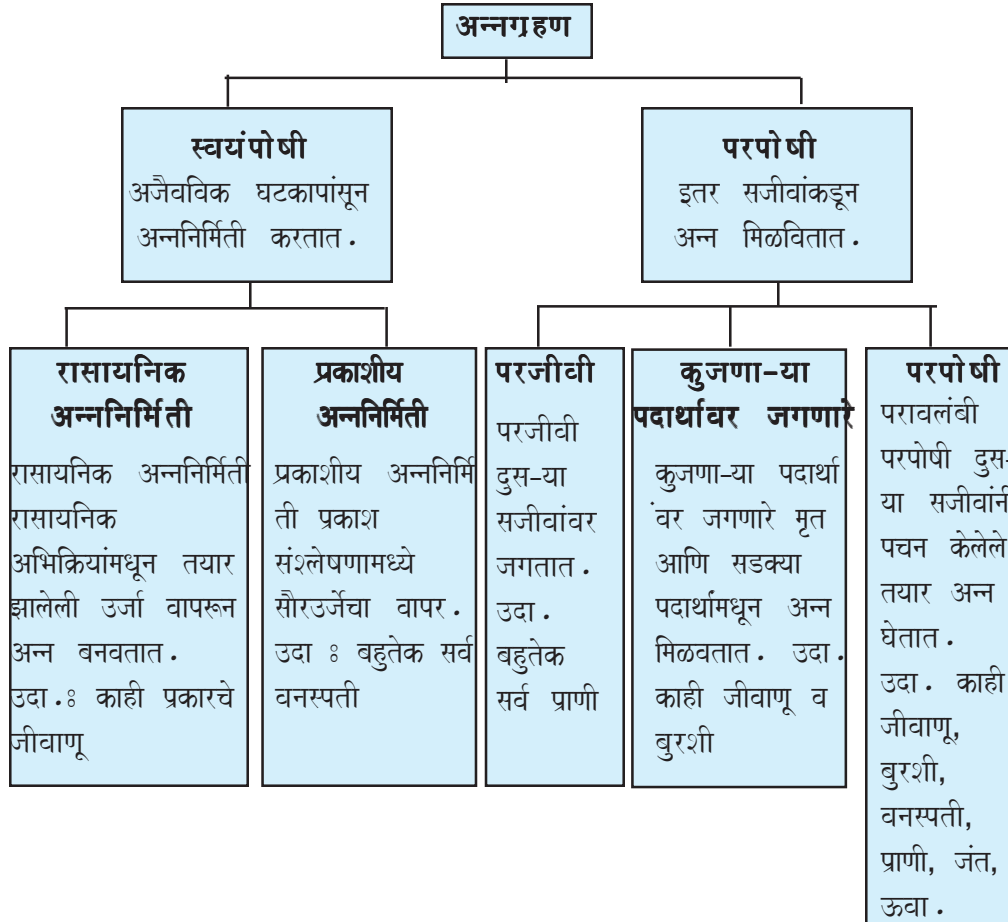 अन्नग्रहण
स्वयंपोषी
अजैवविक घटकापांसून
अन्ननिर्मिती करतात.
परपोषी
इतर सजीवांकडून
अन्न मिळवितात.
रासायनिक
अन्ननिर्मिती
रासायनिक अन्ननिर्मिती
रासायनिक
अभिक्रियांमधून तयार
झालेली उर्जा वापरून
अन्न बनवतात.
उदा.: काही प्रकारचे
जीवाणू
प्रकाशीय
अन्ननिर्मिती
प्रकाशीय अन्ननिर्मि
ती प्रकाश
संश्लेषणामध्ये
सौरउर्जेचा वापर.
उदा : बहुतेक सर्व
वनस्पती
परजीवी
परजीवी
दुस-या
सजीवांवर
जगतात.
उदा.
बहुतेक
सर्व प्राणी
कुजणा-या
पदार्थावर जगणारे
कुजणा-या पदार्था
ंवर जगणारे मृत
आणि सडक्या
पदार्थांमधून अन्न
मिळवतात. उदा.
काही जीवाणू व
बुरशी
परपोषी
परावलंबी
परपोषी दुस-
या सजीवांनी
पचन केलेले
तयार अन्न
घेतात.
उदा. काही
जीवाणू,
बुरशी,
वनस्पती,
प्राणी, जंत,
ऊवा.